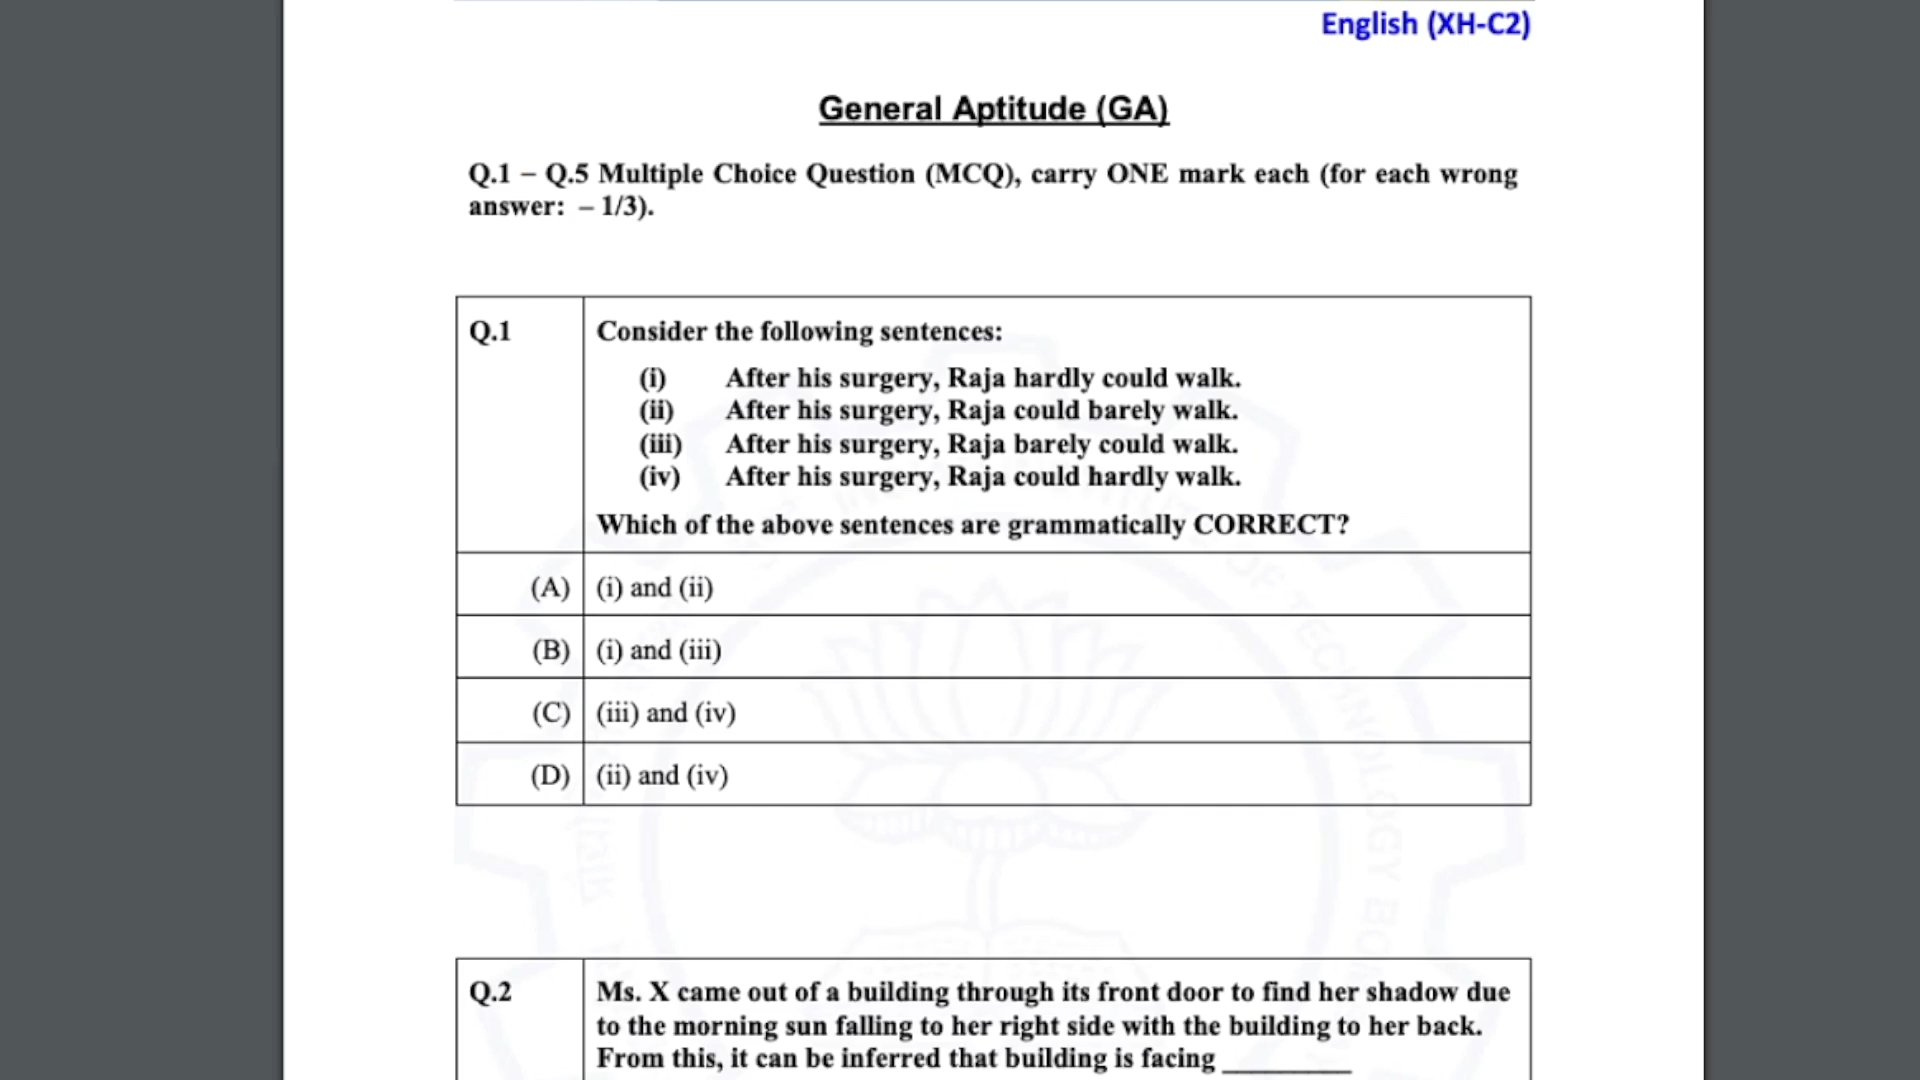 English (XH-C2)
General Aptitude (GA)
Q.1 – Q.5 Multiple Choice Question (MCQ), carry ONE mark each (for each wrong
answer: – 1/3).
Q.1 Consider the following sentences:
(i) After his surgery, Raja hardly could walk.
(ii) After his surgery, Raja could barely walk.
(iii) After his surgery, Raja barely could walk.
(iv) After his surgery, Raja could hardly walk.
Which of the above sentences are grammatically CORRECT?
(A) (i) and (ii)
(B) (i) and (iii)
(C) (iii) and (iv)
(D) (ii) and (iv)
Q.2 Ms. X came out of a building through its front door to find her shadow due
to the morning sun falling to her right side with the building to her back.
From this, it can be inferred that building is facing _________
OF TECHNOLOGY